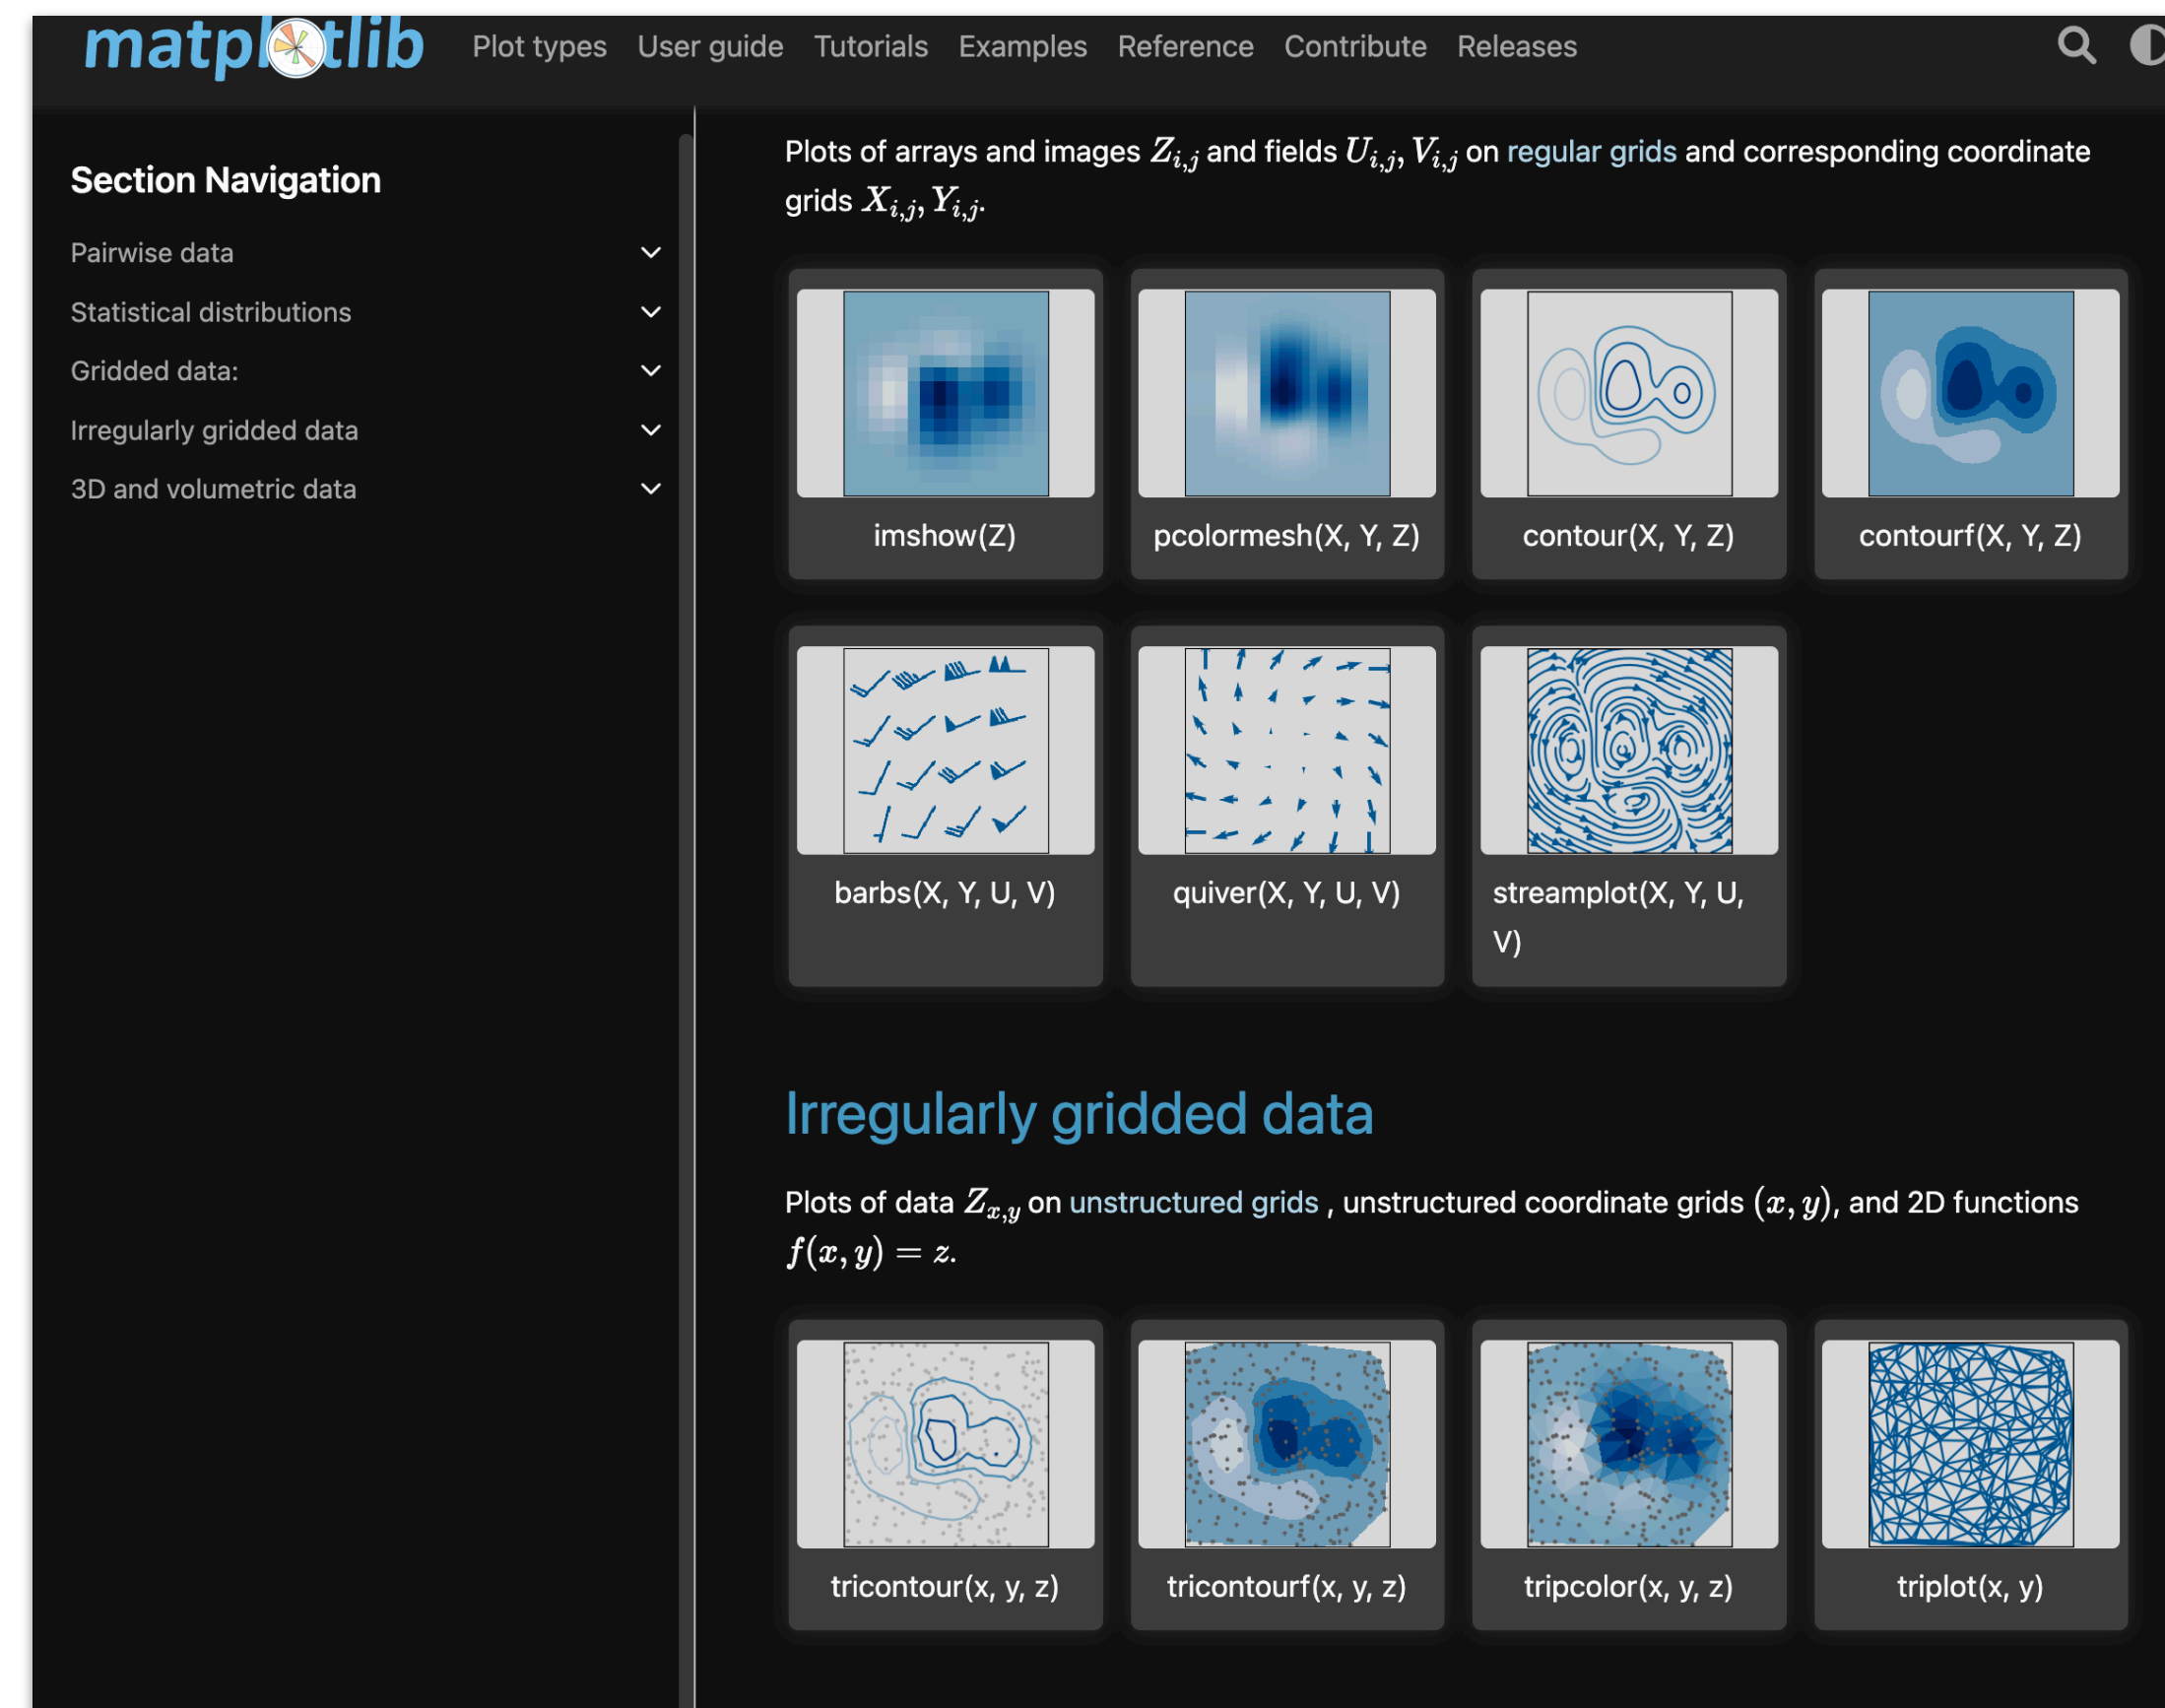 matplotlib
Plot types User guide Tutorials Examples Reference Contribute Releases
Section Navigation
Pairwise data
Statistical distributions
Gridded data:
Irregularly gridded data
3D and volumetric data
Plots of arrays and images Z_{i,j} and fields U_{i,j}, V_{i,j} on regular grids and corresponding coordinate
grids X_{i,j}, Y_{i,j}.
imshow(Z)
pcolormesh(X, Y, Z)
contour(X, Y, Z)
contourf(X, Y, Z)
barbs(X, Y, U, V)
quiver(X, Y, U, V)
streamplot(X, Y, U,
V)
Irregularly gridded data
Plots of data Z_{x,y} on unstructured grids , unstructured coordinate grids (x, y), and 2D functions
f(x, y) = z.
tricontour(x, y, z)
tricontourf(x, y, z)
tripcolor(x, y, z)
triplot(x, y)